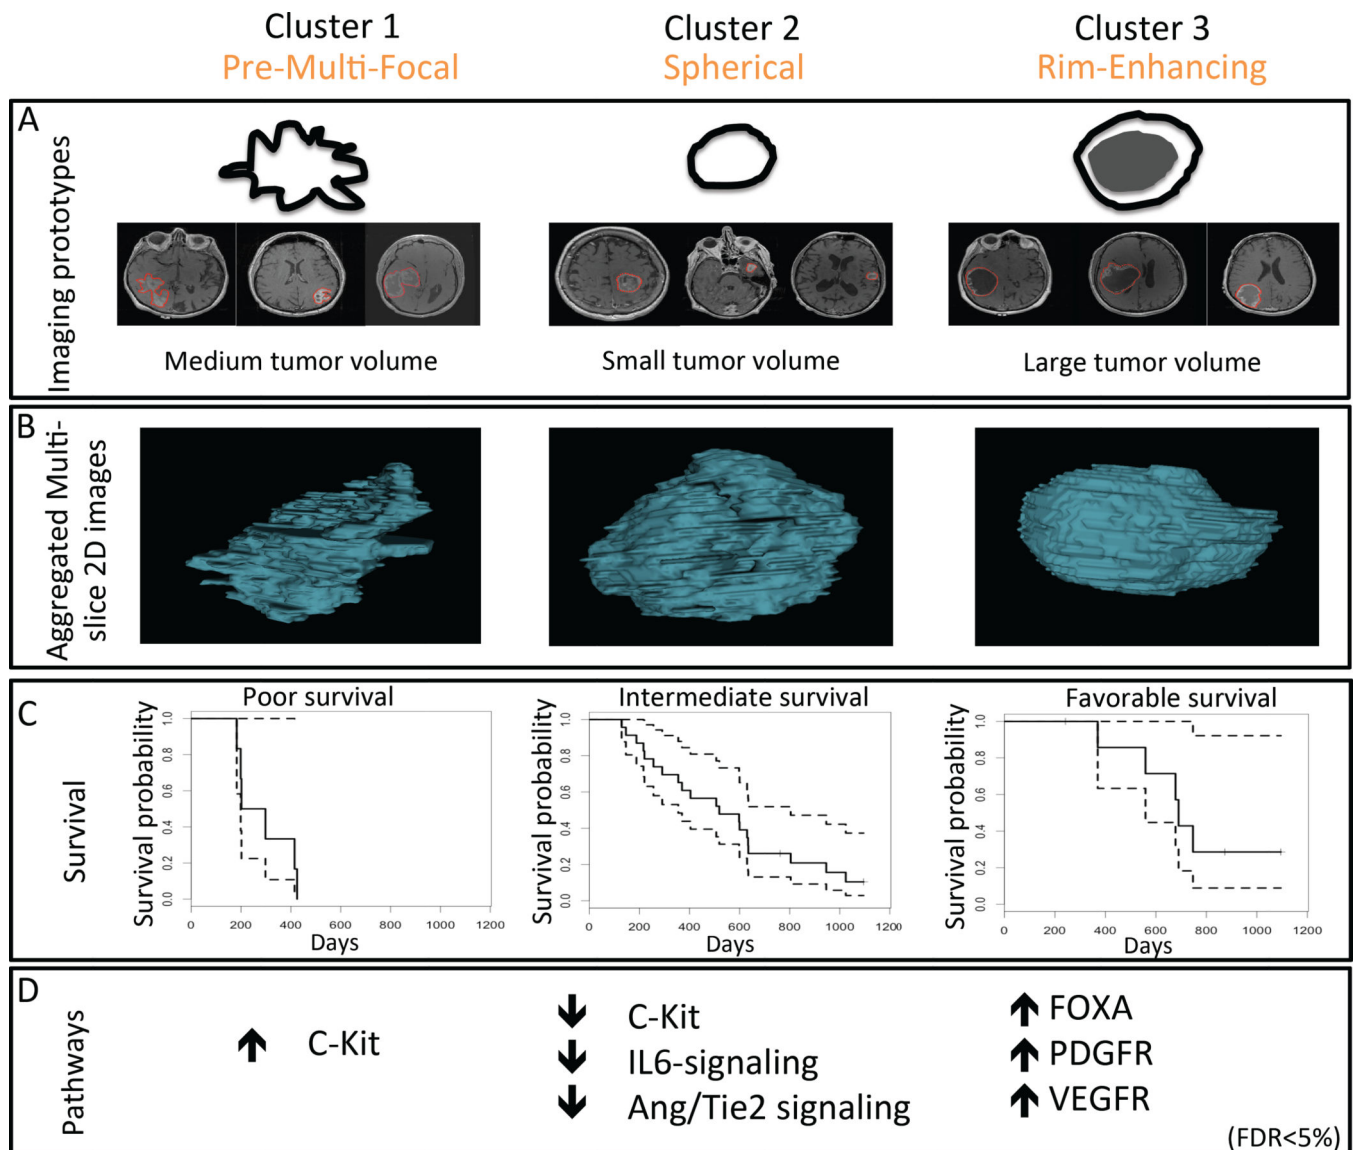 Cluster 1
Pre-Multi-Focal
Cluster 2
Spherical
Cluster 3
Rim-Enhancing
A
Imaging prototypes
Medium tumor volume
Small tumor volume
Large tumor volume
B
Aggregated Multi-
slice 2D images
C
Survival
Poor survival
Survival probability
1.0
0.8
0.6
0.4
0.2
0.0
0 200 400 600 800 1000 1200
Days
Intermediate survival
Survival probability
1.0
0.8
0.6
0.4
0.2
0.0
0 200 400 600 800 1000 1200
Days
Favorable survival
Survival probability
1.0
0.8
0.6
0.4
0.2
0.0
0 200 400 600 800 1000 1200
Days
D
Pathways
↑ C-Kit
↓ C-Kit
↓ IL6-signaling
↓ Ang/Tie2 signaling
↑ FOXA
↑ PDGFR
↑ VEGFR
(FDR<5%)